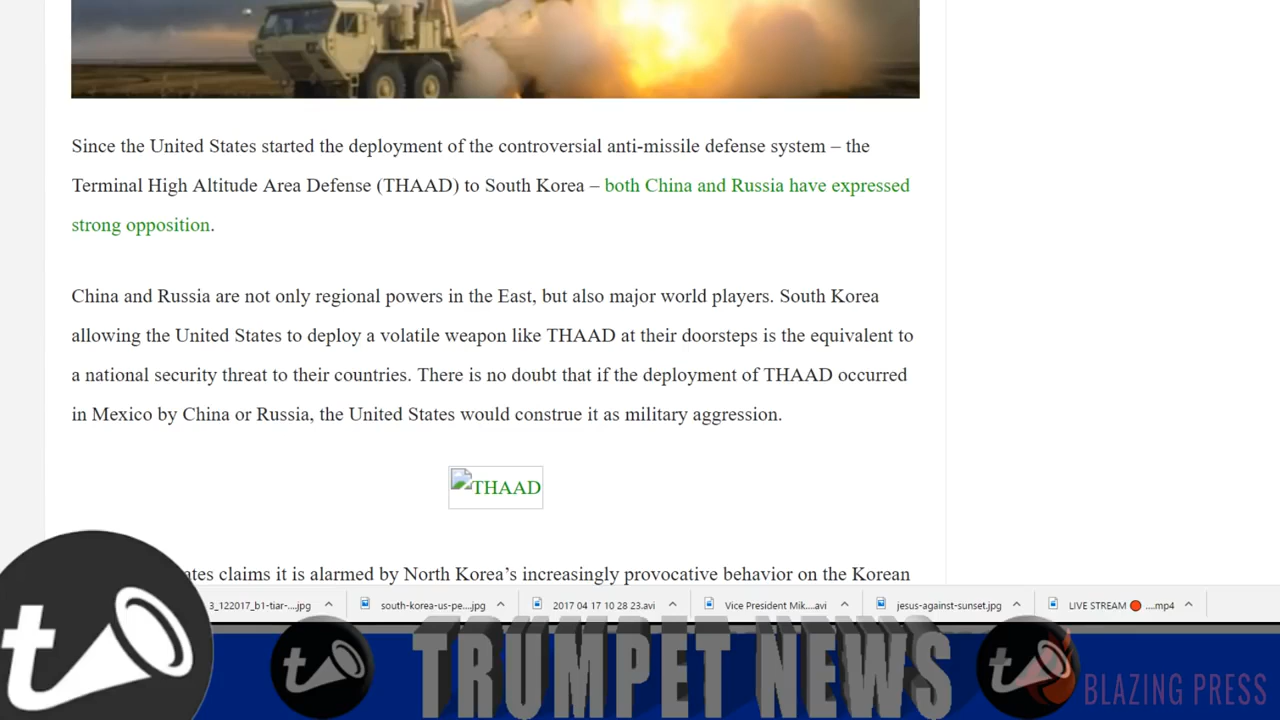 Since the United States started the deployment of the controversial anti-missile defense system – the
Terminal High Altitude Area Defense (THAAD) to South Korea – both China and Russia have expressed
strong opposition.
China and Russia are not only regional powers in the East, but also major world players. South Korea
allowing the United States to deploy a volatile weapon like THAAD at their doorsteps is the equivalent to
a national security threat to their countries. There is no doubt that if the deployment of THAAD occurred
in Mexico by China or Russia, the United States would construe it as military aggression.
THAAD
ates claims it is alarmed by North Korea’s increasingly provocative behavior on the Korean
3_122017_b1-tiar-....jpg
south-korea-us-pe....jpg
2017 04 17 10 28 23.avi
Vice President Mik....avi
jesus-against-sunset.jpg
LIVE STREAM 🔴 ....mp4
t
t TRUMPET NEWS t
BLAZING PRESS